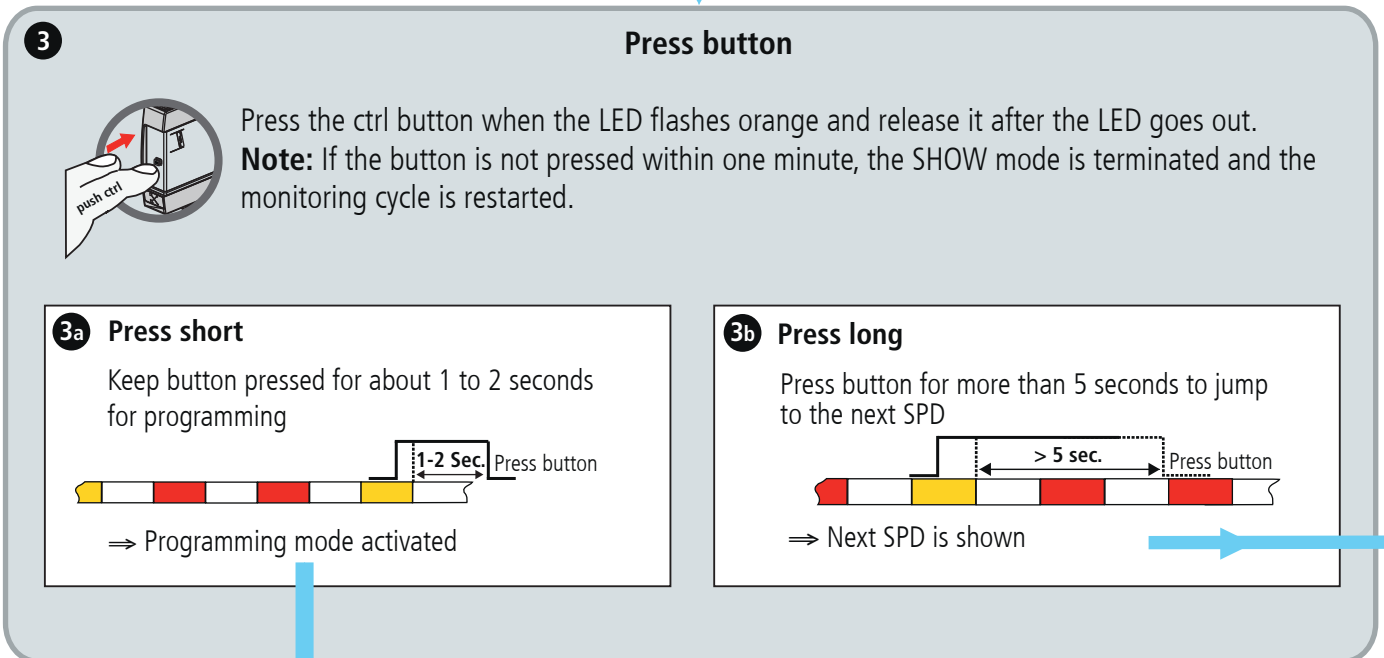 3
Press button
Press the ctrl button when the LED flashes orange and release it after the LED goes out.
Note: If the button is not pressed within one minute, the SHOW mode is terminated and the
monitoring cycle is restarted.
push ctrl
3a Press short
Keep button pressed for about 1 to 2 seconds
for programming
1-2 Sec. Press button
⇒ Programming mode activated
3b Press long
Press button for more than 5 seconds to jump
to the next SPD
> 5 sec. Press button
⇒ Next SPD is shown